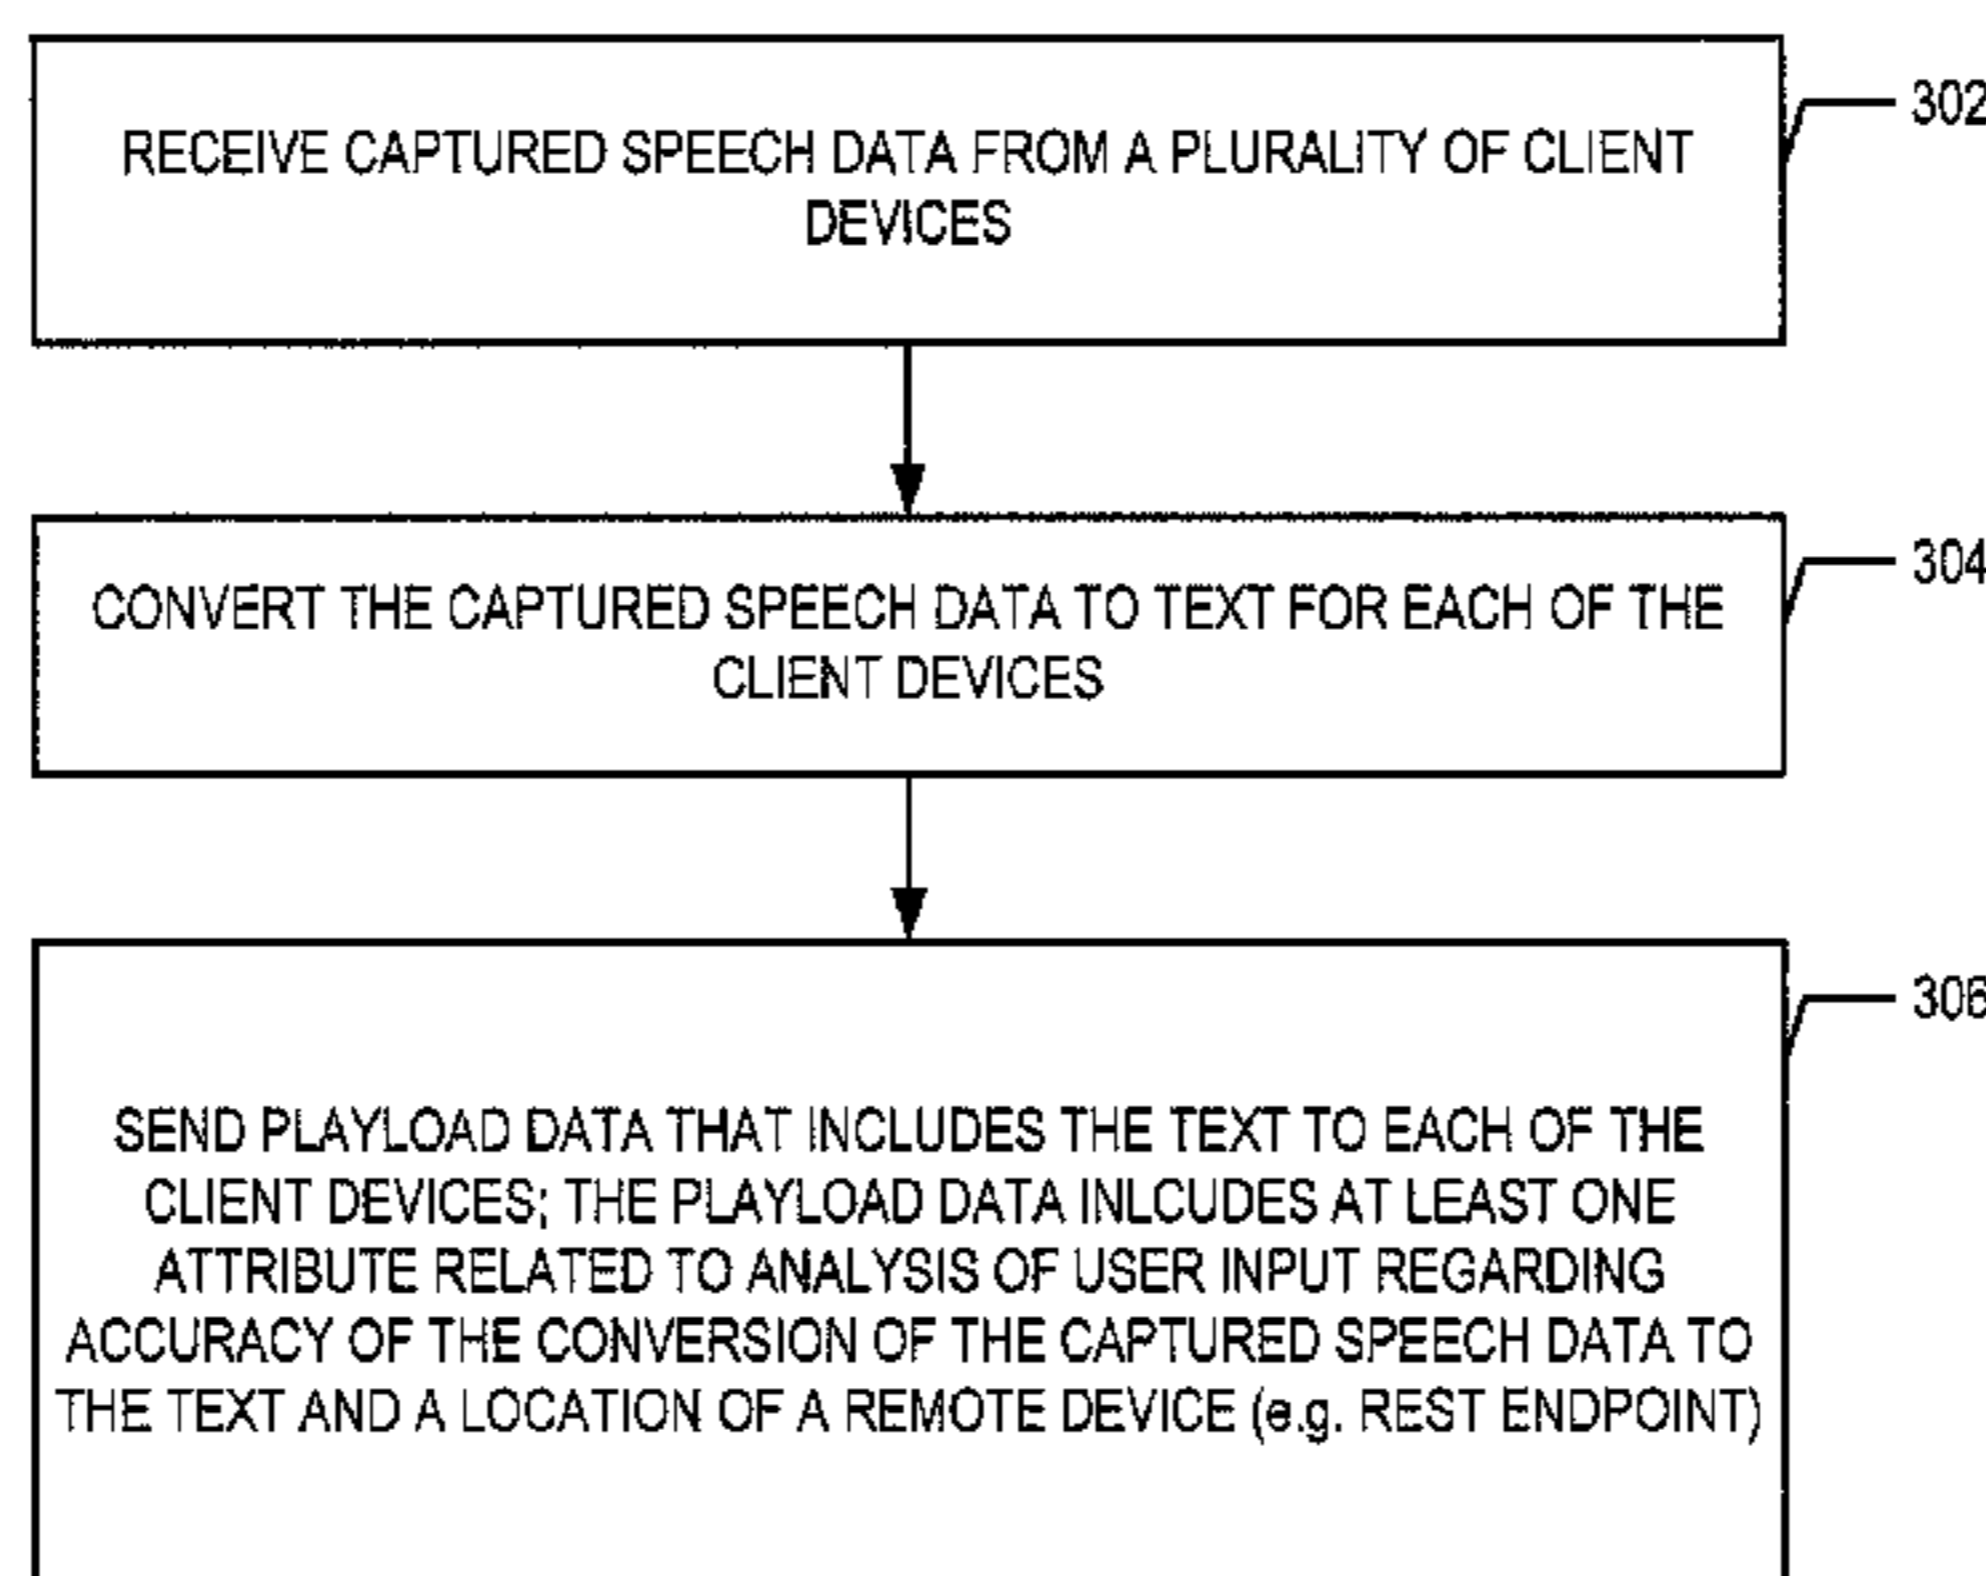 RECEIVE CAPTURED SPEECH DATA FROM A PLURALITY OF CLIENT
DEVICES
302
CONVERT THE CAPTURED SPEECH DATA TO TEXT FOR EACH OF THE
CLIENT DEVICES
304
SEND PLAYLOAD DATA THAT INCLUDES THE TEXT TO EACH OF THE
CLIENT DEVICES; THE PLAYLOAD DATA INLCUDES AT LEAST ONE
ATTRIBUTE RELATED TO ANALYSIS OF USER INPUT REGARDING
ACCURACY OF THE CONVERSION OF THE CAPTURED SPEECH DATA TO
THE TEXT AND A LOCATION OF A REMOTE DEVICE (e.g. REST ENDPOINT)
306